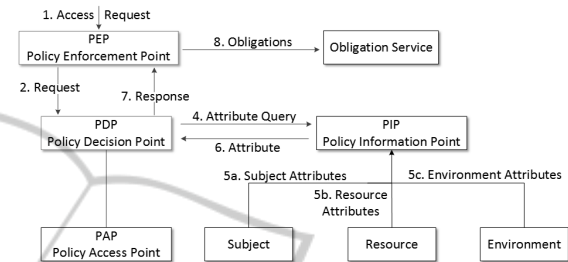 1. Access Request
PEP
Policy Enforcement Point
8. Obligations
Obligation Service
2. Request
7. Response
PDP
Policy Decision Point
4. Attribute Query
6. Attribute
PIP
Policy Information Point
5a. Subject Attributes
5b. Resource
Attributes
5c. Environment Attributes
PAP
Policy Access Point
Subject
Resource
Environment